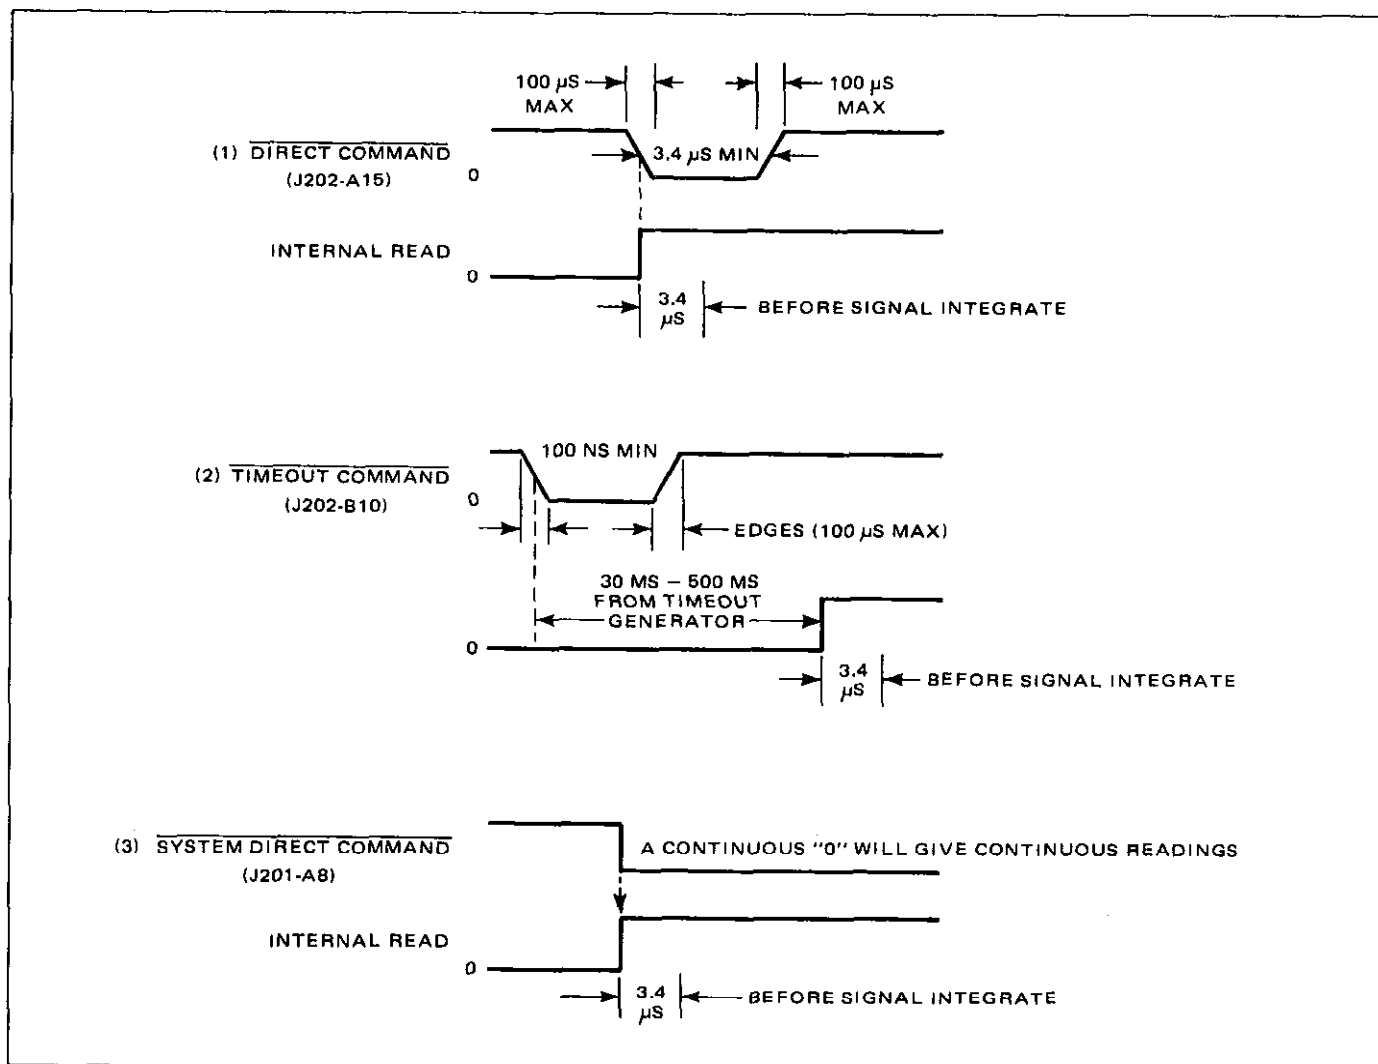 100 µS MAX
100 µS MAX
(1) DIRECT COMMAND
(J202-A15)
0
3.4 µS MIN
INTERNAL READ
0
3.4 µS
BEFORE SIGNAL INTEGRATE
100 NS MIN
(2) TIMEOUT COMMAND
(J202-B10)
0
EDGES (100 µS MAX)
30 MS – 500 MS
FROM TIMEOUT
GENERATOR
0
3.4 µS
BEFORE SIGNAL INTEGRATE
(3) SYSTEM DIRECT COMMAND
(J201-A8)
A CONTINUOUS "0" WILL GIVE CONTINUOUS READINGS
INTERNAL READ
0
3.4 µS
BEFORE SIGNAL INTEGRATE